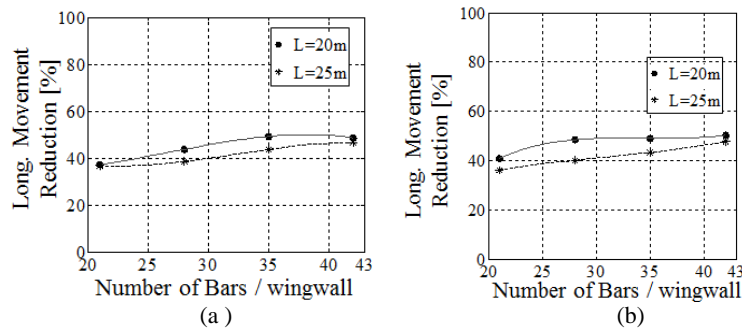 100
80
60
40
20
0
Long. Movement
Reduction [%]
L=20m
L=25m
20 25 30 35 40 43
Number of Bars / wingwall
(a )
100
80
60
40
20
0
Long. Movement
Reduction [%]
L=20m
L=25m
20 25 30 35 40 43
Number of Bars / wingwall
(b)